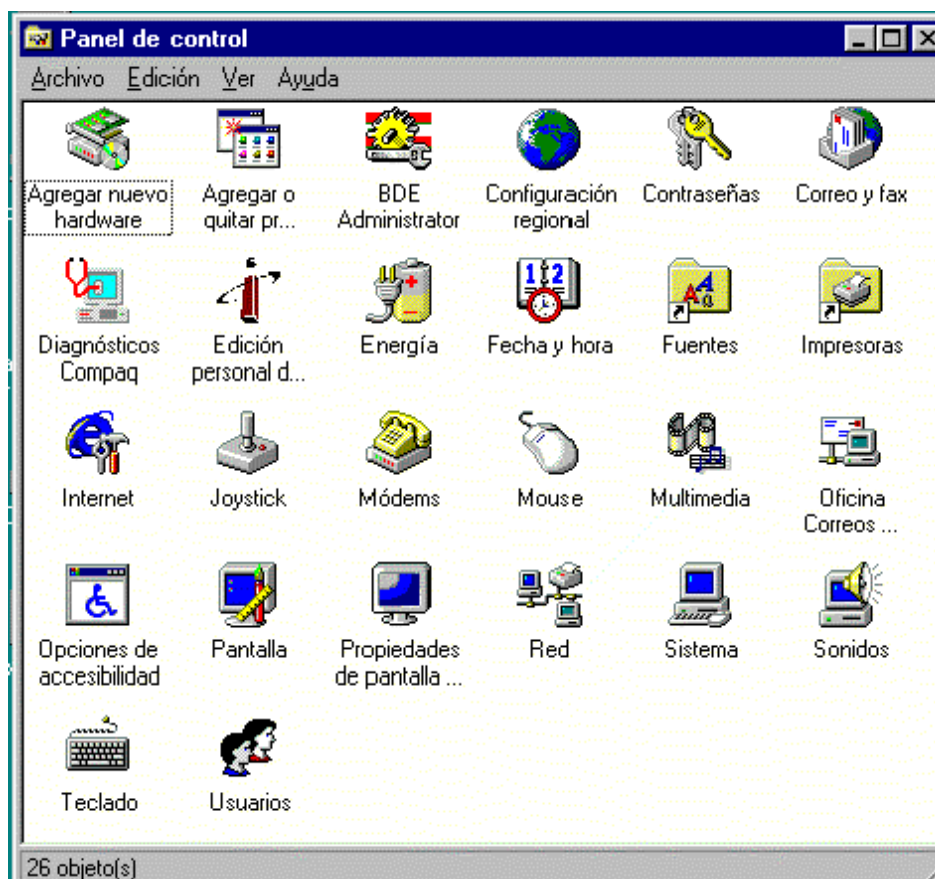 Panel de control
Archivo Edición Ver Ayuda
Agregar nuevo hardware
Agregar o quitar pr...
BDE Administrator
Configuración regional
Contraseñas
Correo y fax
Diagnósticos Compaq
Edición personal d...
Energía
Fecha y hora
Fuentes
Impresoras
Internet
Joystick
Módems
Mouse
Multimedia
Oficina Correos ...
Opciones de accesibilidad
Pantalla
Propiedades de pantalla ...
Red
Sistema
Sonidos
Teclado
Usuarios
26 objeto(s)